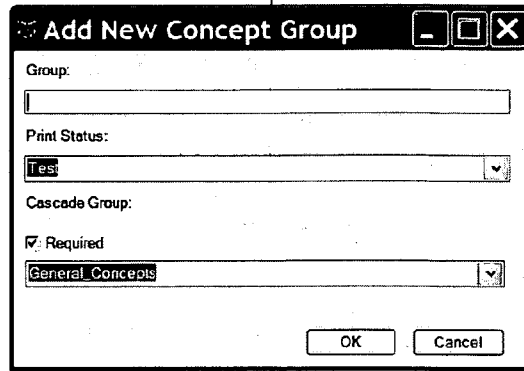 Add New Concept Group
Group:
Print Status:
Test
Cascade Group:
Required
General_Concepts
OK Cancel